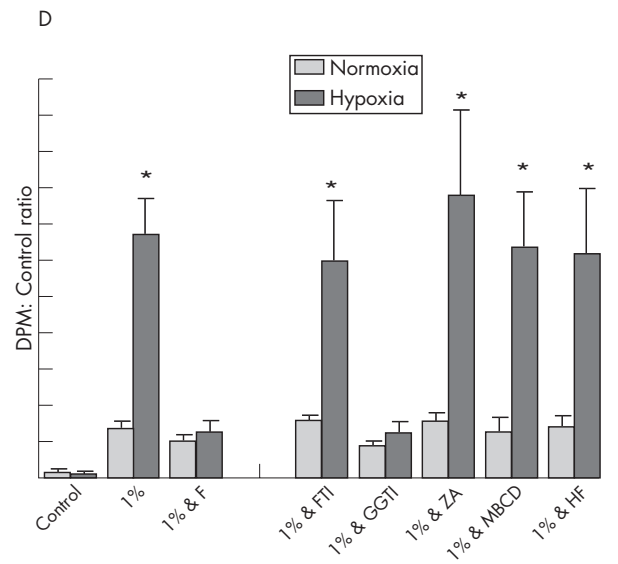 D
Normoxia
Hypoxia
* * * * * *
DPM: Control ratio
Control
1%
1% & F
1% & FTI
1% & GGTI
1% & ZA
1% & MBCD
1% & HF